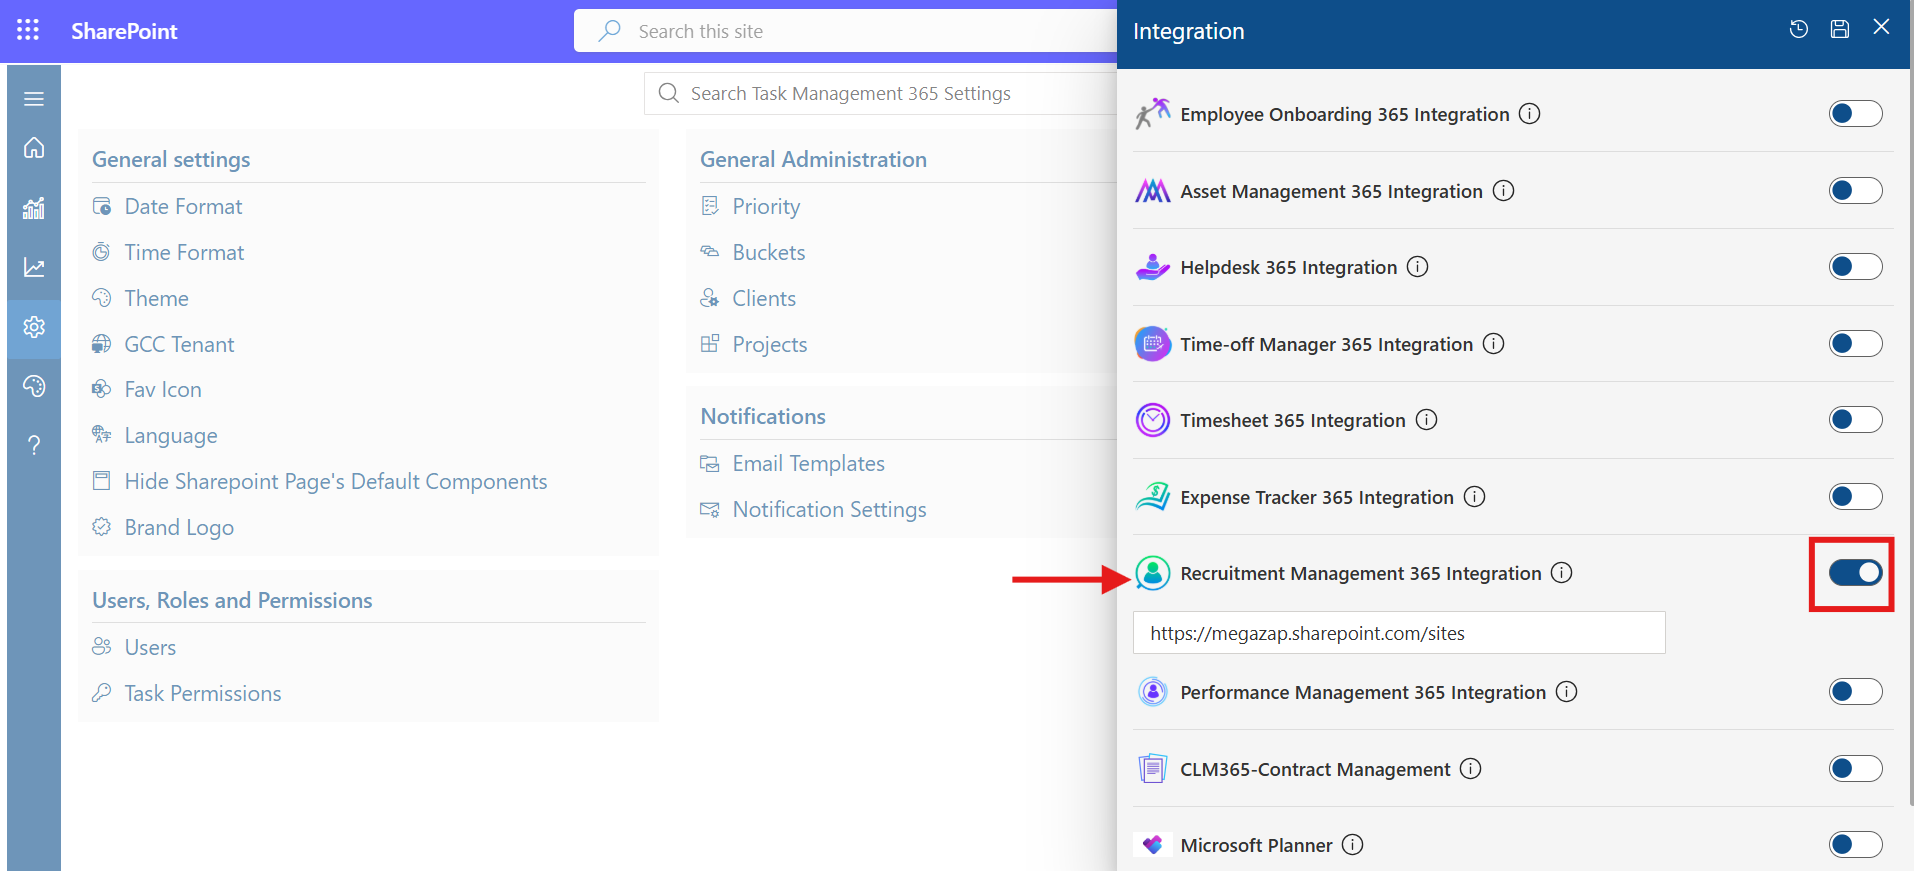 SharePoint
Search this site
Search Task Management 365 Settings
General settings
Date Format
Time Format
Theme
GCC Tenant
Fav Icon
Language
Hide Sharepoint Page's Default Components
Brand Logo
Users, Roles and Permissions
Users
Task Permissions
General Administration
Priority
Buckets
Clients
Projects
Notifications
Email Templates
Notification Settings
Integration
Employee Onboarding 365 Integration
Asset Management 365 Integration
Helpdesk 365 Integration
Time-off Manager 365 Integration
Timesheet 365 Integration
Expense Tracker 365 Integration
Recruitment Management 365 Integration
https://megazap.sharepoint.com/sites
Performance Management 365 Integration
CLM365-Contract Management
Microsoft Planner